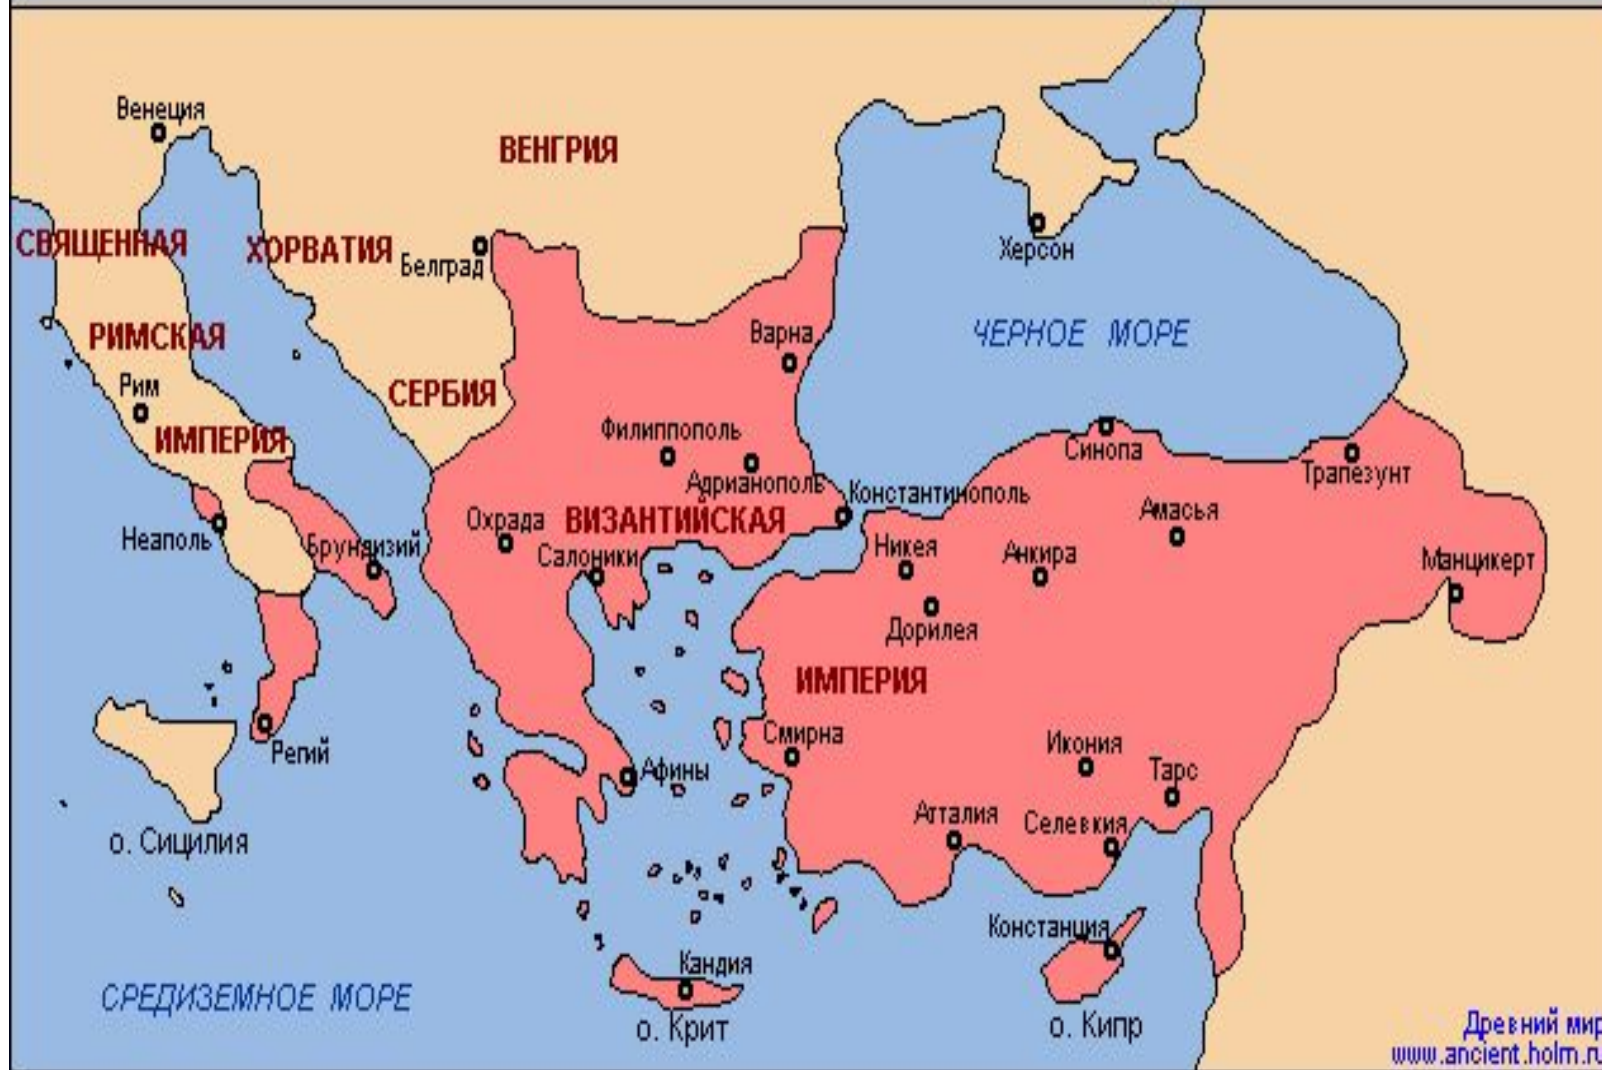 Венеция
ВЕНГРИЯ
СВЯЩЕННАЯ
ХОРВАТИЯ
Белград
Херсон
РИМСКАЯ
ЧЕРНОЕ МОРЕ
Варна
Рим
СЕРБИЯ
ИМПЕРИЯ
Филиппополь
Синопа
Трапезунт
Адрианополь
Константинополь
Охрада
ВИЗАНТИЙСКАЯ
Амасья
Неаполь
Брундизий
Салоники
Никея
Анкира
Манцикерт
Дорилея
ИМПЕРИЯ
Смирна
Икония
Регий
Афины
Тарс
Атталия
Селевкия
о. Сицилия
Констанция
Кандия
СРЕДИЗЕМНОЕ МОРЕ
о. Крит
о. Кипр
Древний мир
www.ancient.holm.ru